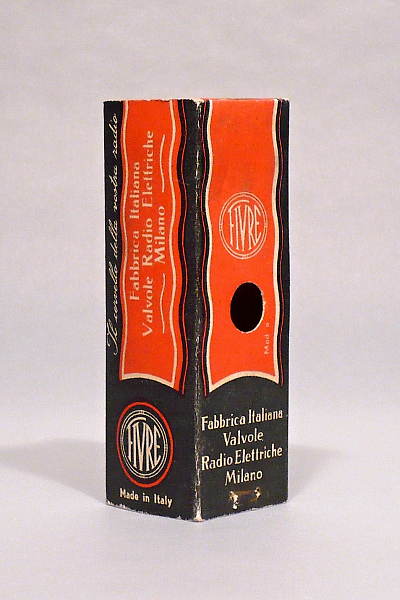 Il cervello della vostra radio
Fabbrica Italiana
Valvole Radio Elettriche
Milano
FIVRE
Made in Italy
FIVRE
Mod.
Fabbrica Italiana
Valvole
Radio Elettriche
Milano